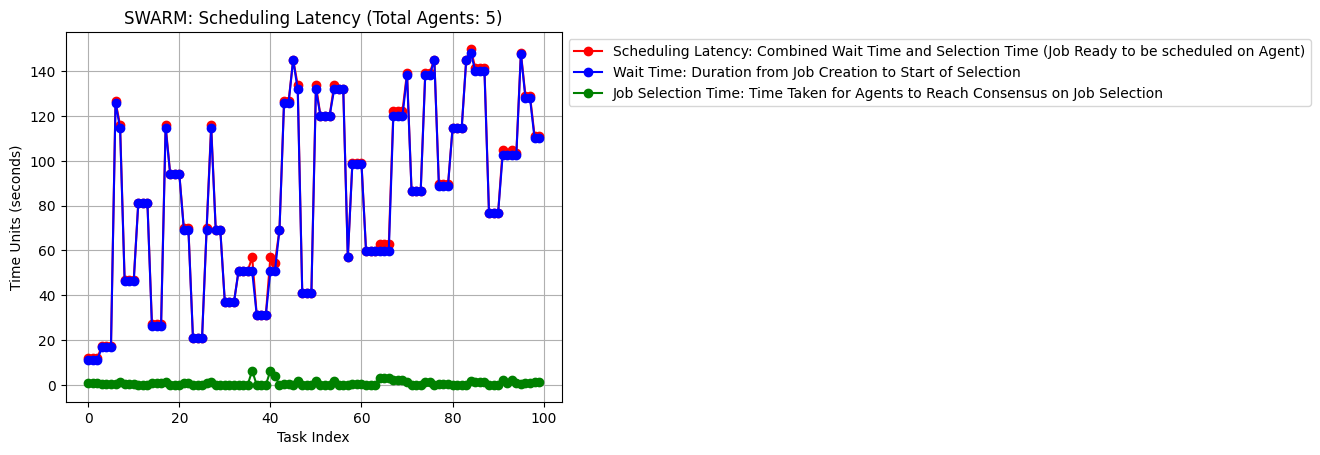 SWARM: Scheduling Latency (Total Agents: 5)
Scheduling Latency: Combined Wait Time and Selection Time (Job Ready to be scheduled on Agent)
Wait Time: Duration from Job Creation to Start of Selection
Job Selection Time: Time Taken for Agents to Reach Consensus on Job Selection
Time Units (seconds)
140
120
100
80
60
40
20
0
0 20 40 60 80 100
Task Index